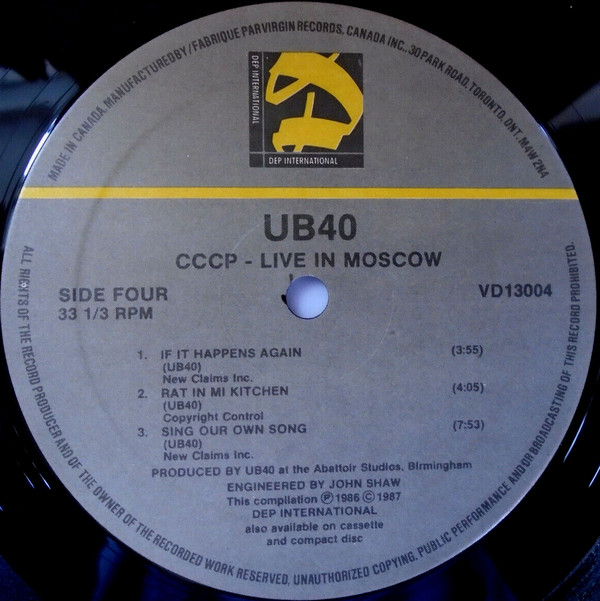 MADE IN CANADA. MANUFACTURED BY / FABRIQUE PAR VIRGIN RECORDS, CANADA INC., 30 PARK ROAD, TORONTO, ONT. M4W 2N4
DEP INTERNATIONAL
DEP INTERNATIONAL
UB40
CCCP - LIVE IN MOSCOW
SIDE FOUR
33 1/3 RPM
VD13004
1. IF IT HAPPENS AGAIN (3:55)
(UB40)
New Claims Inc.
2. RAT IN MI KITCHEN (4:05)
(UB40)
Copyright Control
3. SING OUR OWN SONG (7:53)
(UB40)
New Claims Inc.
PRODUCED BY UB40 at the Abattoir Studios, Birmingham
ENGINEERED BY JOHN SHAW
This compilation Ⓟ 1986 © 1987
DEP INTERNATIONAL
also available on cassette
and compact disc
ALL RIGHTS OF THE RECORD PRODUCER AND OF THE OWNER OF THE RECORDED WORK RESERVED. UNAUTHORIZED COPYING, PUBLIC PERFORMANCE AND/OR BROADCASTING OF THIS RECORD PROHIBITED.